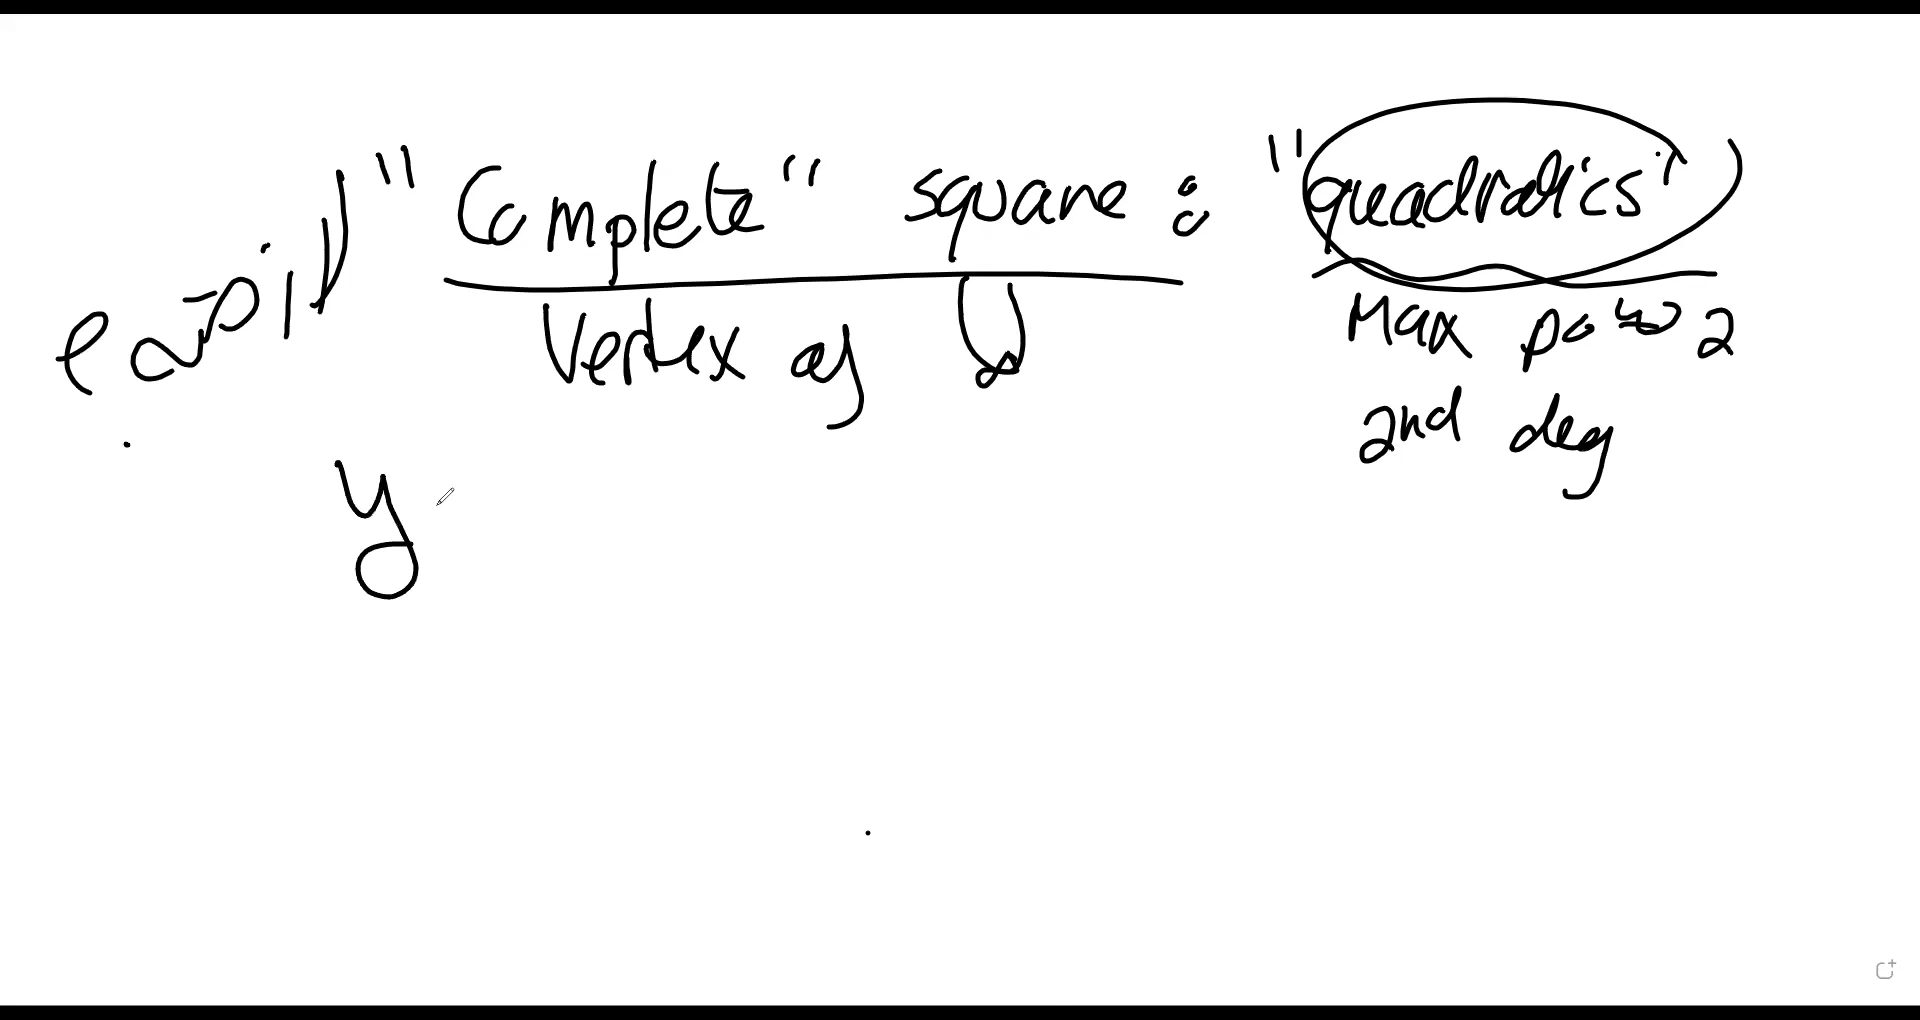 "Complete" square : "quadratics"
Vertex of
Max pow 2
2nd deg
y